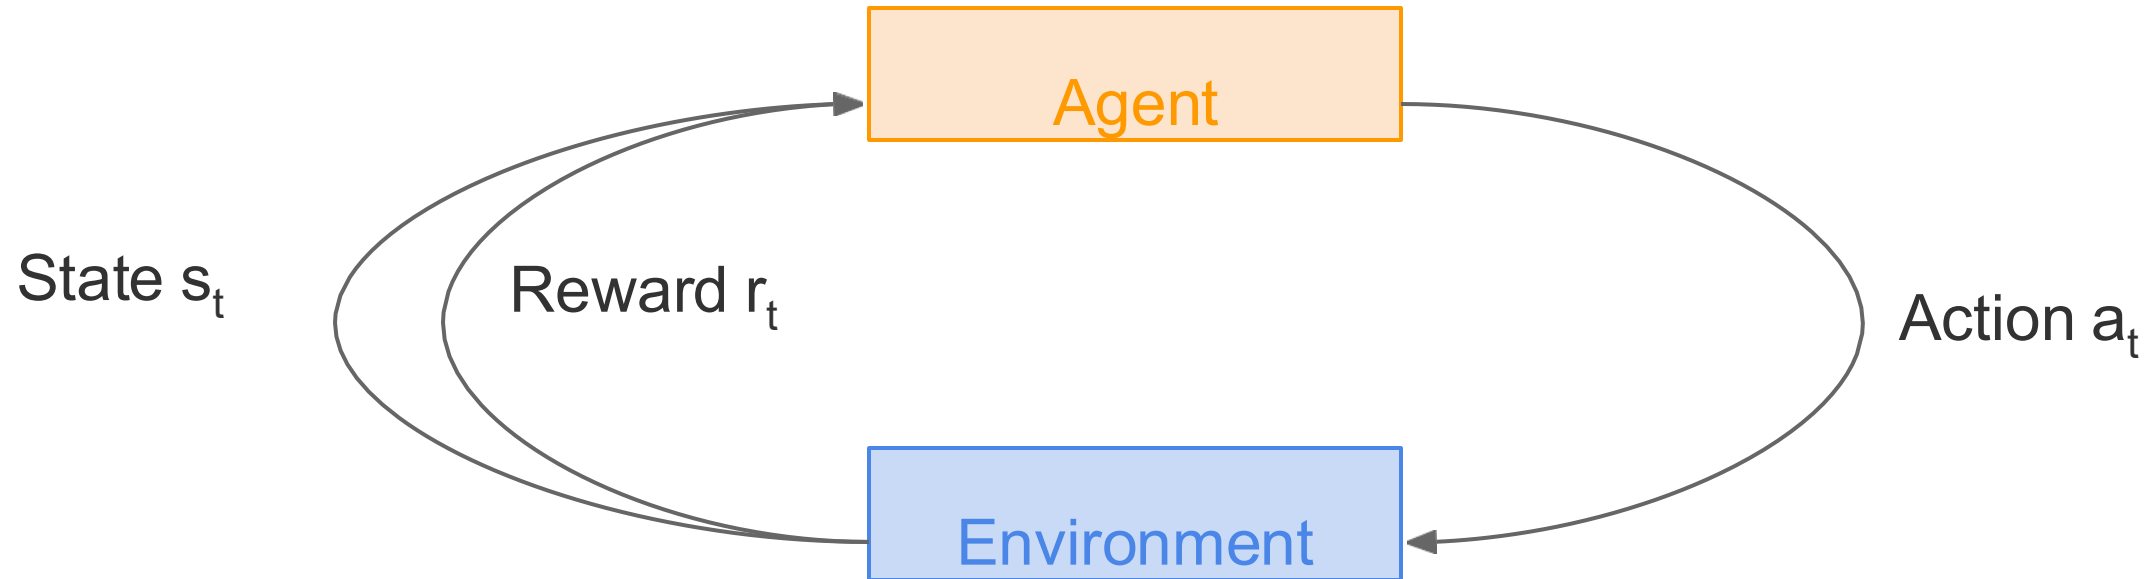 Agent
State sₜ
Reward rₜ
Action aₜ
Environment